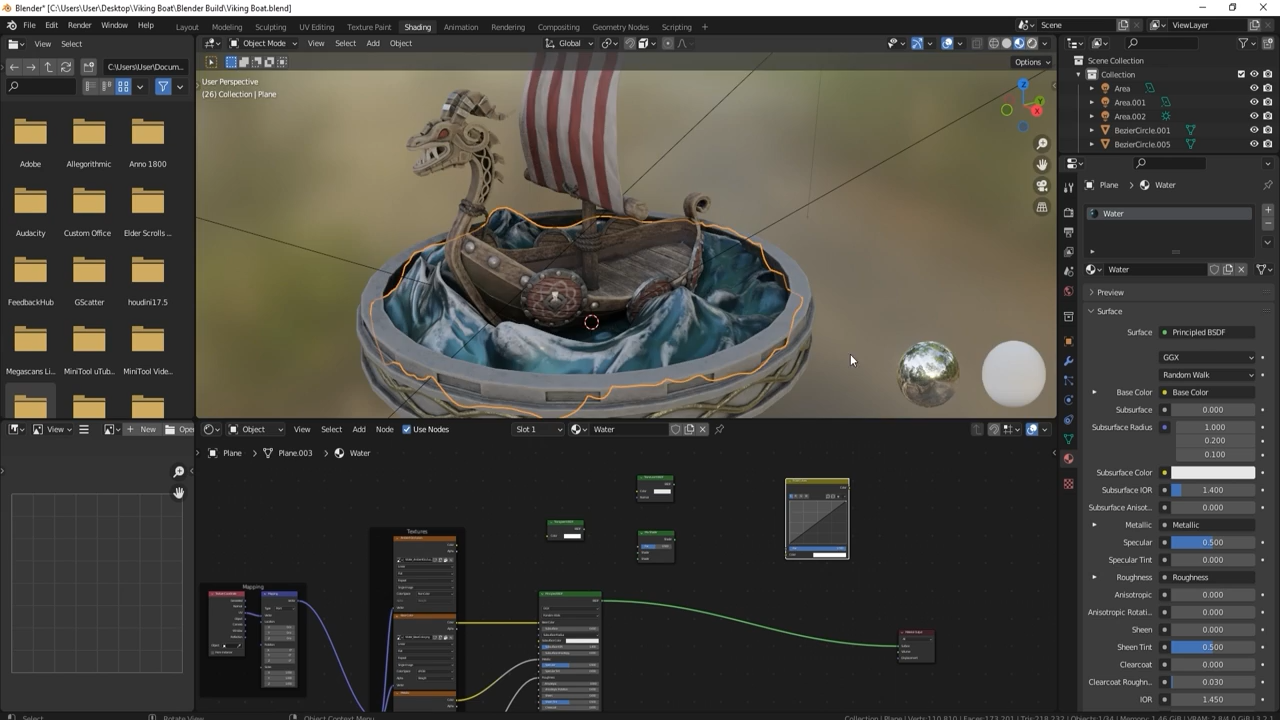 Blender* [C:\Users\User\Desktop\Viking Boat\Blender Build\Viking Boat.blend]
File Edit Render Window Help Layout Modeling Sculpting UV Editing Texture Paint Shading Animation Rendering Compositing Geometry Nodes Scripting Scene ViewLayer
View Select Object Mode View Select Add Object Global
C:\Users\User\Docum...
Options
User Perspective
(26) Collection | Plane
Adobe Allegorithmic Anno 1800
Audacity Custom Office Elder Scrolls ...
FeedbackHub GScatter houdini17.5
Megascans Li... MiniTool uTub... MiniTool Vide...
Z
Y
X
Scene Collection
Collection
Area
Area.001
Area.002
BezierCircle.001
BezierCircle.005
Plane Water
Water
Water
Preview
Surface
Surface Principled BSDF
GGX
Random Walk
Base Color Base Color
Subsurface 0.000
Subsurface Radius 1.000
0.200
0.100
Subsurface Color
Subsurface IOR 1.400
Subsurface Anisot... 0.000
Metallic Metallic
Specular 0.500
Specular Tint 0.000
Roughness Roughness
Anisotropic 0.000
Anisotropic Rotati... 0.000
Sheen 0.000
Sheen Tint 0.500
Clearcoat 0.000
Clearcoat Roughn... 0.030
IOR 1.450
View New Open
Object View Select Add Node Use Nodes Slot 1 Water
Plane Plane.003 Water
Textures
Mapping
Select Rotate View Object Context Menu